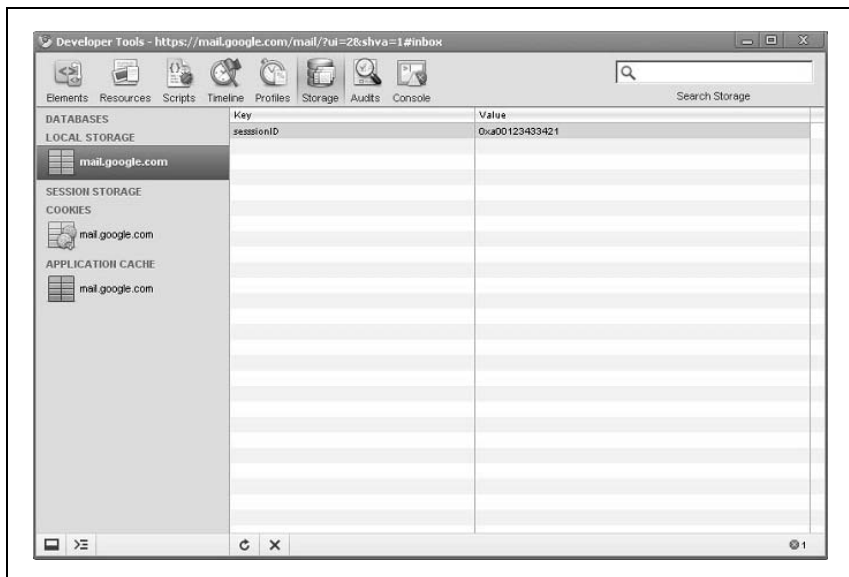 Developer Tools - https://mail.google.com/mail/?ui=2&shva=1#inbox
Elements Resources Scripts Timeline Profiles Storage Audits Console
Search Storage
DATABASES
LOCAL STORAGE
mail.google.com
SESSION STORAGE
COOKIES
mail.google.com
APPLICATION CACHE
mail.google.com
Key Value
sesssionID 0xa00123433421
1